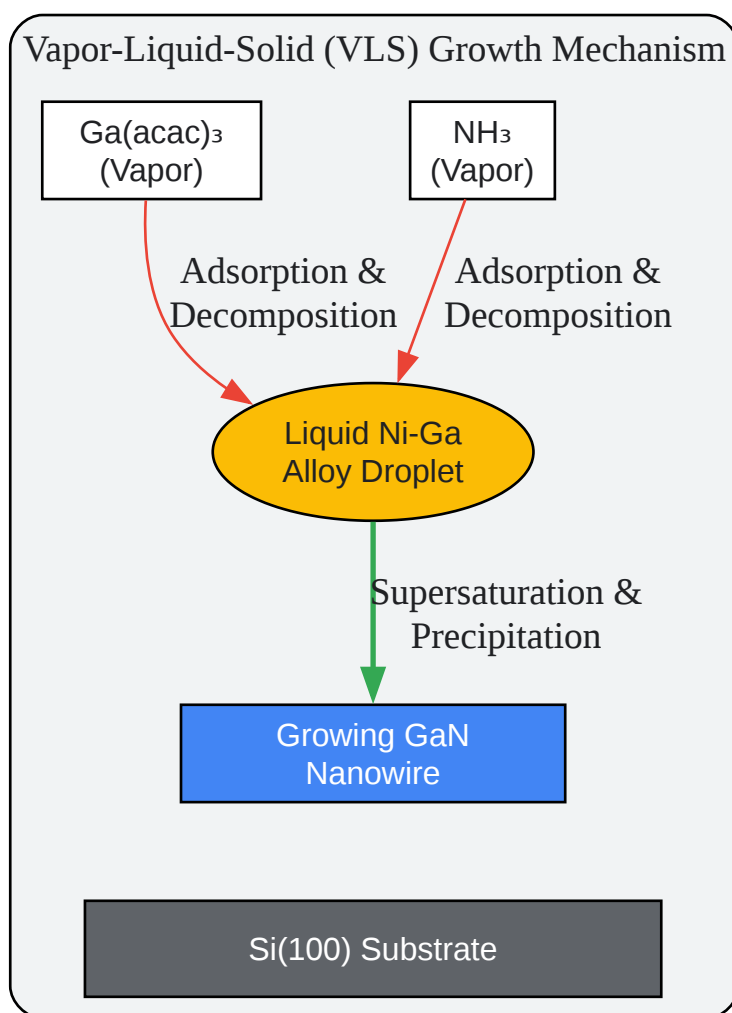 Vapor-Liquid-Solid (VLS) Growth Mechanism
Ga(acac)₃
(Vapor)
NH₃
(Vapor)
Adsorption &
Decomposition
Adsorption &
Decomposition
Liquid Ni-Ga
Alloy Droplet
Supersaturation &
Precipitation
Growing GaN
Nanowire
Si(100) Substrate